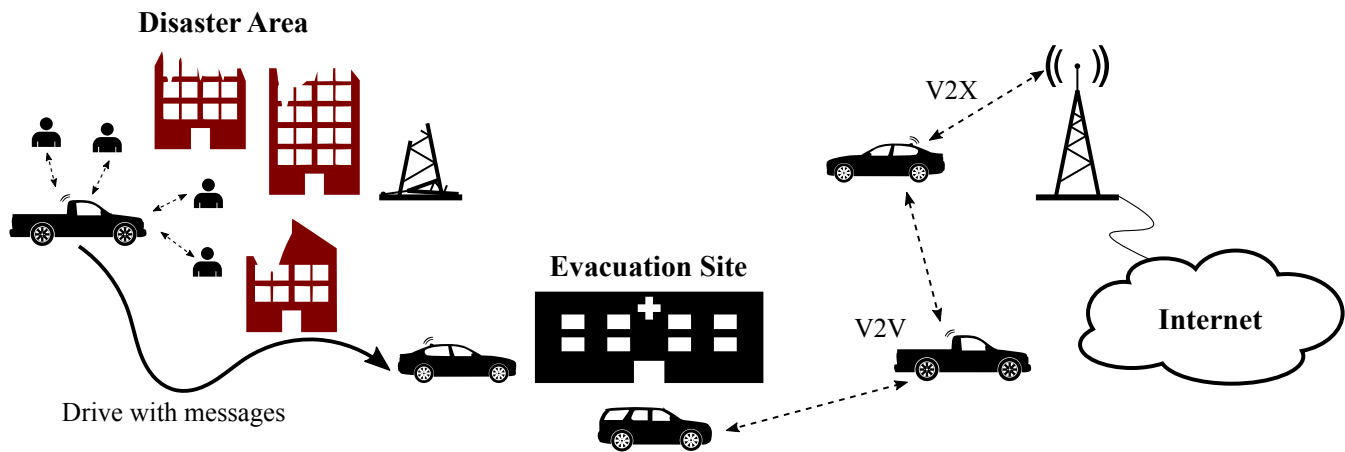 Disaster Area
V2X
Evacuation Site
V2V
Internet
Drive with messages